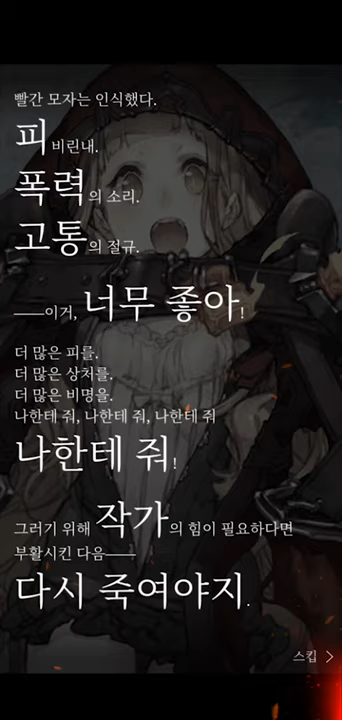 빨간 모자는 인식했다.
피 비린내.
폭력의 소리.
고통의 절규.
――이거, 너무 좋아!
더 많은 피를.
더 많은 상처를.
더 많은 비명을.
나한테 줘, 나한테 줘, 나한테 줘
나한테 줘!
그러기 위해 작가의 힘이 필요하다면
부활시킨 다음――
다시 죽여야지.
스킵 >